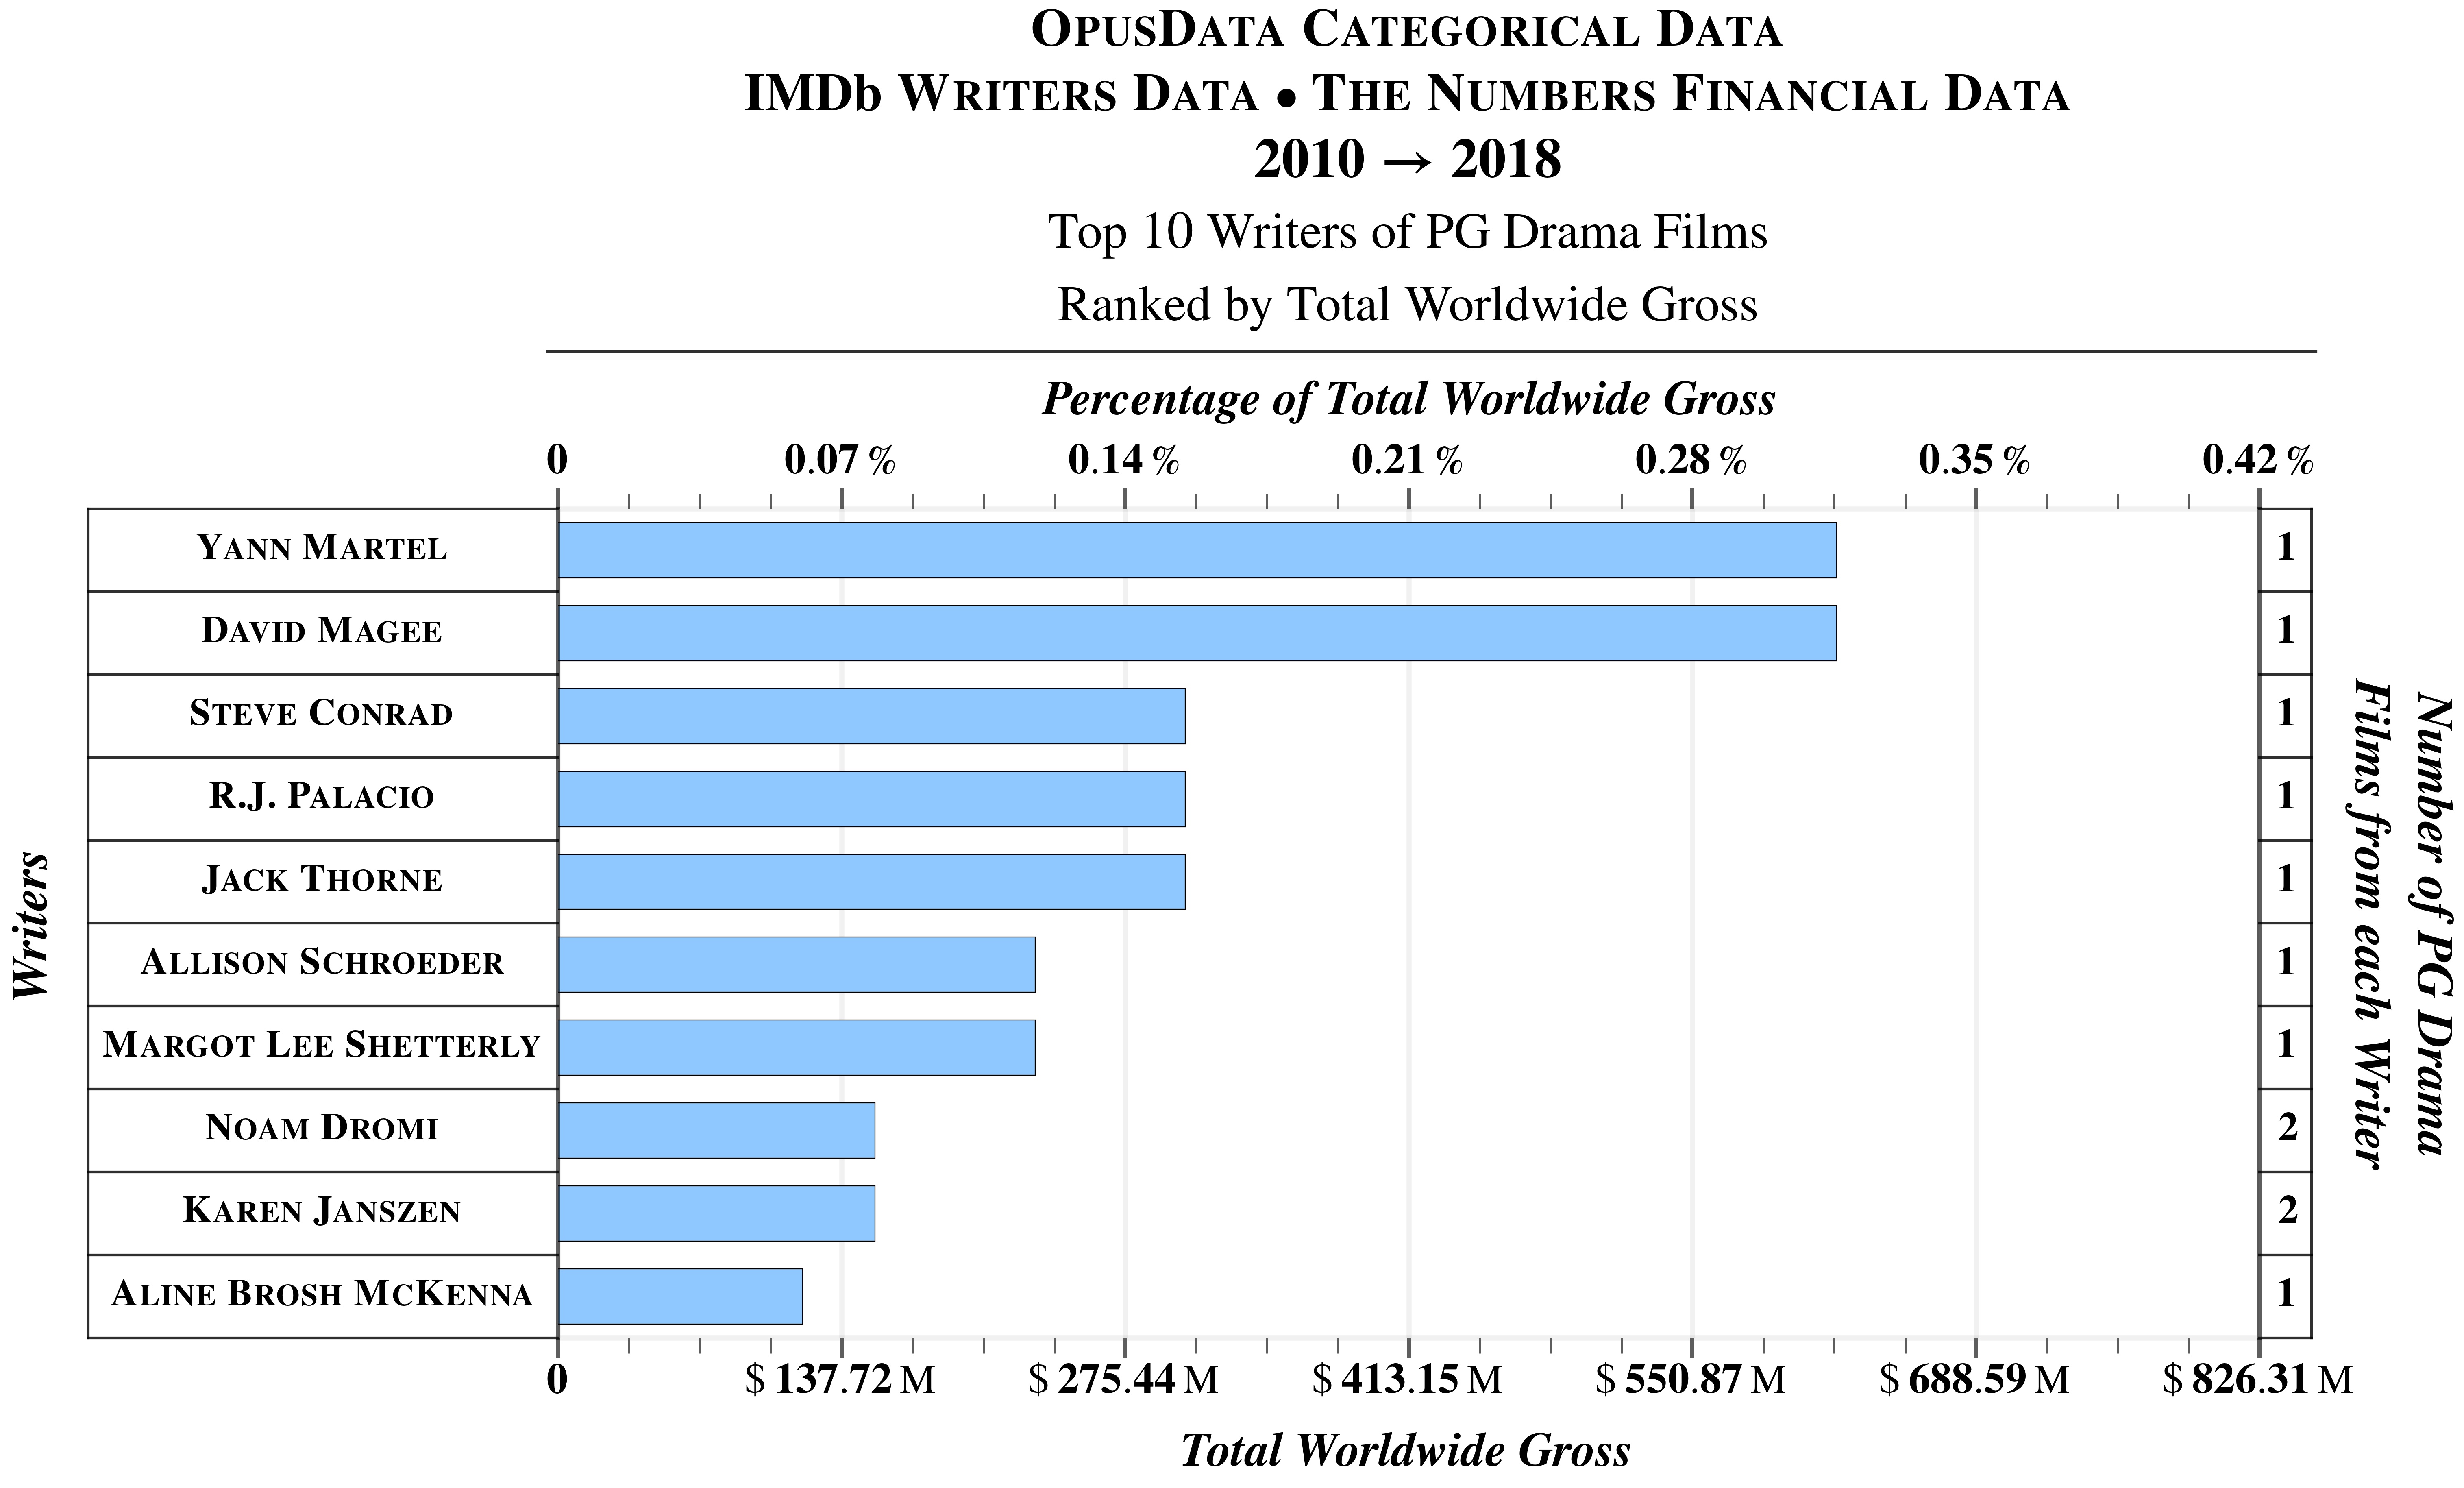 OpusData Categorical Data
IMDb Writers Data • The Numbers Financial Data
2010 → 2018
Top 10 Writers of PG Drama Films
Ranked by Total Worldwide Gross
Percentage of Total Worldwide Gross
0 0.07 % 0.14 % 0.21 % 0.28 % 0.35 % 0.42 %
Yann Martel 1
David Magee 1
Steve Conrad 1
R.J. Palacio 1
Jack Thorne 1
Allison Schroeder 1
Margot Lee Shetterly 1
Noam Dromi 2
Karen Janszen 2
Aline Brosh McKenna 1
0 $ 137.72 M $ 275.44 M $ 413.15 M $ 550.87 M $ 688.59 M $ 826.31 M
Total Worldwide Gross
Writers
Number of PG Drama
Films from each Writer